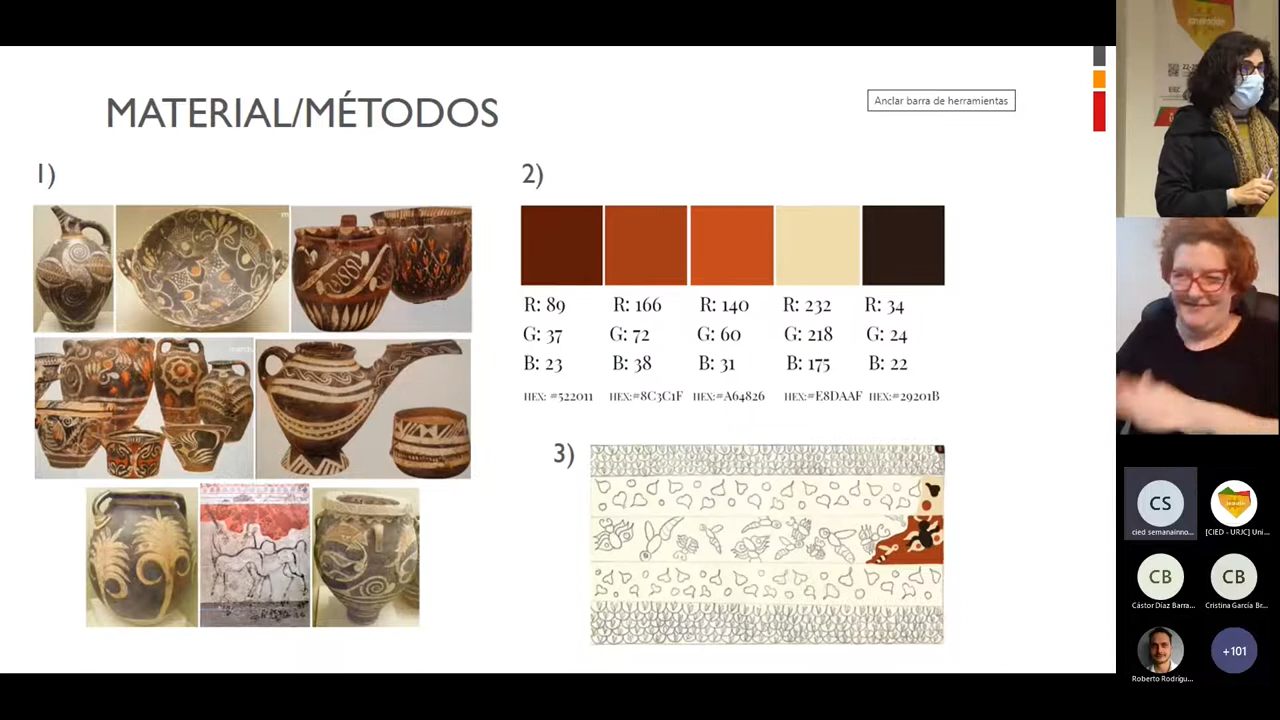 MATERIAL/MÉTODOS
Anclar barra de herramientas
1)
2)
R: 89
G: 37
B: 23
HEX: #522011
R: 166
G: 72
B: 38
HEX:#8C3C1F
R: 140
G: 60
B: 31
HEX:#A64826
R: 232
G: 218
B: 175
HEX:#E8DAAF
R: 34
G: 24
B: 22
HEX:#29201B
3)
22-2
CS
cied semanainno...
[CIED - URJC] Uni...
CB
Cástor Díaz Barra...
CB
Cristina García Br...
Roberto Rodrígu...
+101